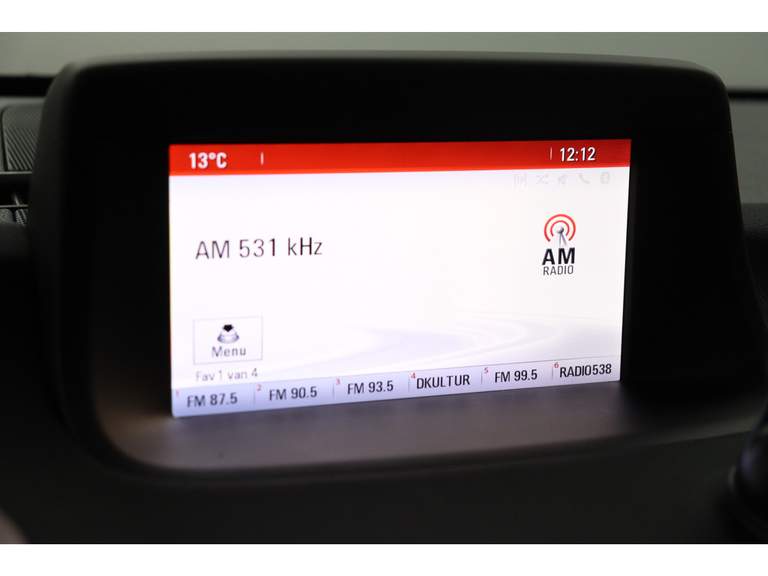 13°C 12:12
AM 531 kHz
AM
RADIO
Menu
Fav 1 van 4
1 FM 87.5 2 FM 90.5 3 FM 93.5 4 DKULTUR 5 FM 99.5 6 RADIO538